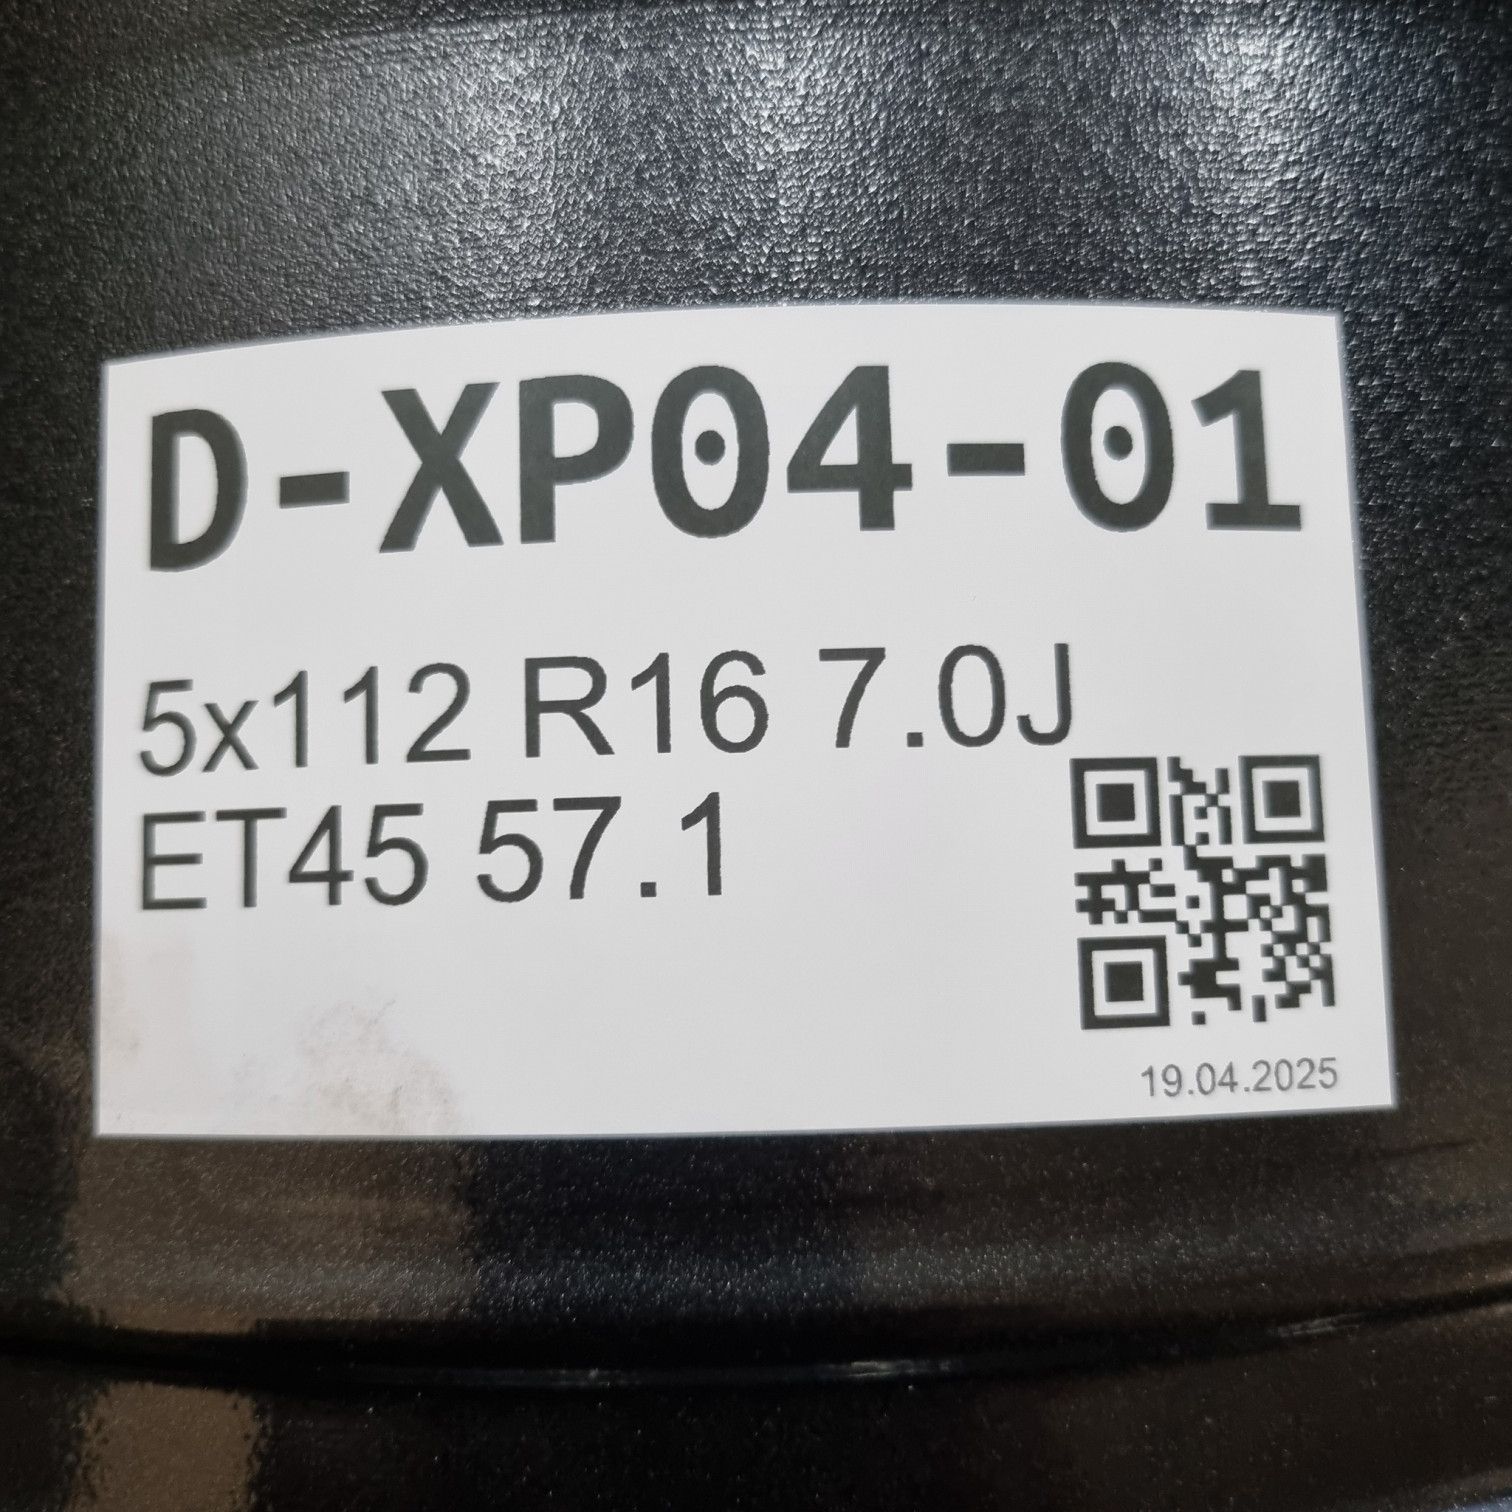 D-XP04-01
5x112 R16 7.0J
ET45 57.1
19.04.2025